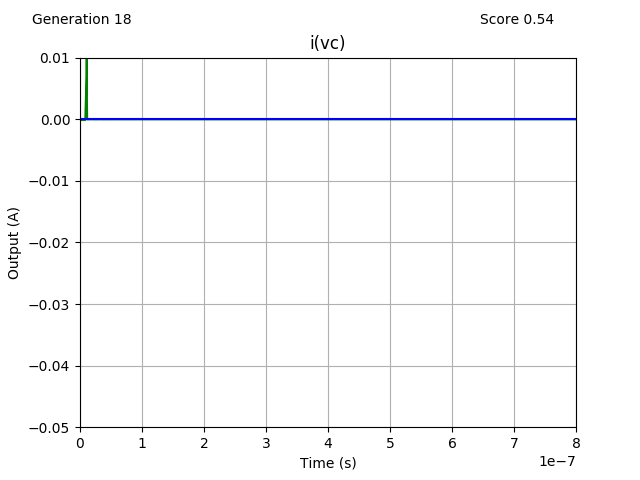 Generation 18
Score 0.54
i(vc)
0.01
0.00
−0.01
−0.02
−0.03
−0.04
−0.05
Output (A)
0 1 2 3 4 5 6 7 8
1e−7
Time (s)